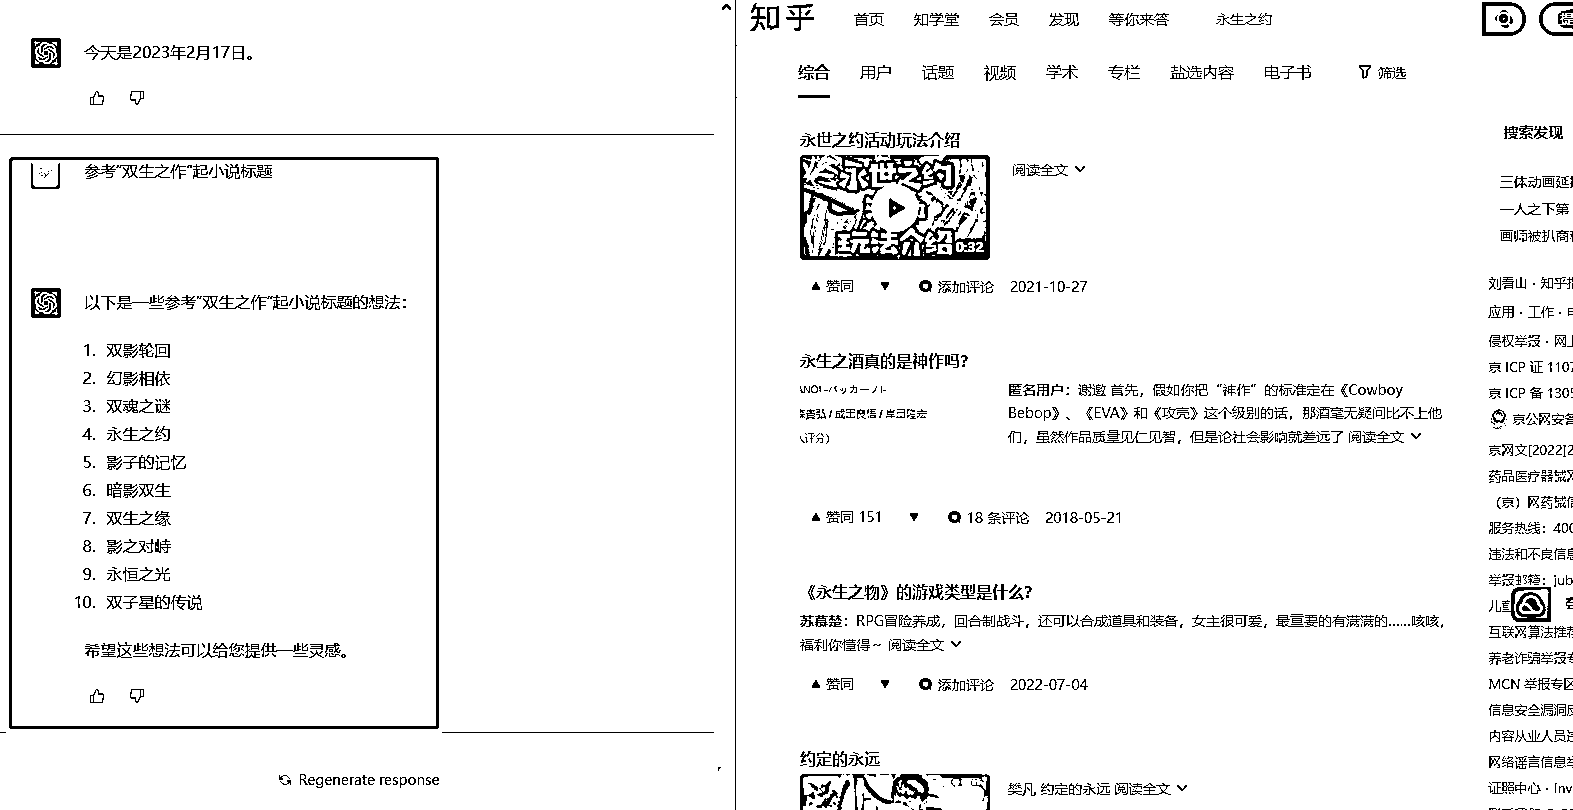 今天是2023年2月17日。
参考“双生之作”起小说标题
以下是一些参考“双生之作”起小说标题的想法：
1. 双影轮回
2. 幻影相依
3. 双魂之谜
4. 永生之约
5. 影子的记忆
6. 暗影双生
7. 双生之缘
8. 影之对峙
9. 永恒之光
10. 双子星的传说
希望这些想法可以给您提供一些灵感。
Regenerate response
知乎 首页 知学堂 会员 发现 等你来答 永生之约
综合 用户 话题 视频 学术 专栏 盐选内容 电子书 筛选
永世之约活动玩法介绍
永世之约
玩法介绍
0:32
阅读全文
赞同 添加评论 2021-10-27
永生之酒真的是神作吗？
匿名用户：谢邀 首先，假如你把“神作”的标准定在《Cowboy
Bebop》、《EVA》和《攻壳》这个级别的话，那酒毫无疑问比不上他
们，虽然作品质量见仁见智，但是论社会影响就差远了 阅读全文
赞同 151 18 条评论 2018-05-21
《永生之物》的游戏类型是什么？
苏慕楚：RPG冒险养成，回合制战斗，还可以合成道具和装备，女主很可爱，最重要的有满满的......咳咳，
福利你懂得~ 阅读全文
赞同 添加评论 2022-07-04
约定的永远
樊凡 约定的永远 阅读全文
搜索发现
三体动画延
一人之下第
画师被扒商
刘看山 · 知乎指
应用 · 工作 · 申
侵权举报 · 网上
京 ICP 证 1107
京 ICP 备 1305
京公网安备
京网文[2022]2
药品医疗器械网
（京）网药械信
服务热线：400
违法和不良信息
举报邮箱：jub
儿童
互联网算法推荐
养老诈骗举报专
MCN 举报专区
信息安全漏洞反
内容从业人员违
网络谣言信息举
证照中心 · Inv